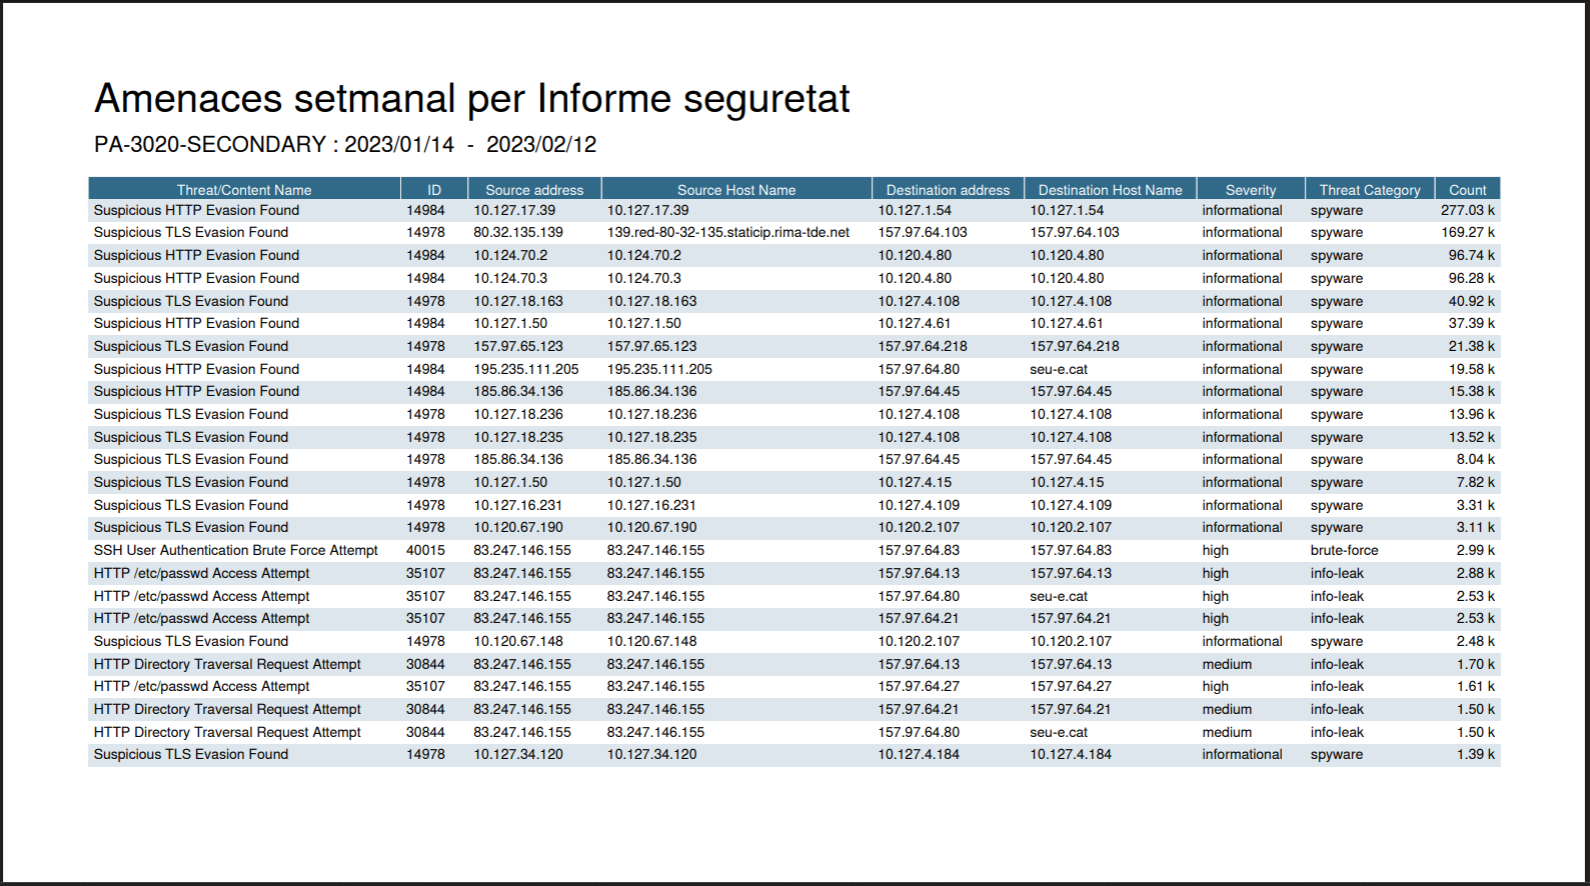 Amenaces setmanal per Informe seguretat
PA-3020-SECONDARY : 2023/01/14 - 2023/02/12
Threat/Content Name ID Source address Source Host Name Destination address Destination Host Name Severity Threat Category Count
Suspicious HTTP Evasion Found 14984 10.127.17.39 10.127.17.39 10.127.1.54 10.127.1.54 informational spyware 277.03 k
Suspicious TLS Evasion Found 14978 80.32.135.139 139.red-80-32-135.staticip.rima-tde.net 157.97.64.103 157.97.64.103 informational spyware 169.27 k
Suspicious HTTP Evasion Found 14984 10.124.70.2 10.124.70.2 10.120.4.80 10.120.4.80 informational spyware 96.74 k
Suspicious HTTP Evasion Found 14984 10.124.70.3 10.124.70.3 10.120.4.80 10.120.4.80 informational spyware 96.28 k
Suspicious TLS Evasion Found 14978 10.127.18.163 10.127.18.163 10.127.4.108 10.127.4.108 informational spyware 40.92 k
Suspicious HTTP Evasion Found 14984 10.127.1.50 10.127.1.50 10.127.4.61 10.127.4.61 informational spyware 37.39 k
Suspicious TLS Evasion Found 14978 157.97.65.123 157.97.65.123 157.97.64.218 157.97.64.218 informational spyware 21.38 k
Suspicious HTTP Evasion Found 14984 195.235.111.205 195.235.111.205 157.97.64.80 seu-e.cat informational spyware 19.58 k
Suspicious HTTP Evasion Found 14984 185.86.34.136 185.86.34.136 157.97.64.45 157.97.64.45 informational spyware 15.38 k
Suspicious TLS Evasion Found 14978 10.127.18.236 10.127.18.236 10.127.4.108 10.127.4.108 informational spyware 13.96 k
Suspicious TLS Evasion Found 14978 10.127.18.235 10.127.18.235 10.127.4.108 10.127.4.108 informational spyware 13.52 k
Suspicious TLS Evasion Found 14978 185.86.34.136 185.86.34.136 157.97.64.45 157.97.64.45 informational spyware 8.04 k
Suspicious TLS Evasion Found 14978 10.127.1.50 10.127.1.50 10.127.4.15 10.127.4.15 informational spyware 7.82 k
Suspicious TLS Evasion Found 14978 10.127.16.231 10.127.16.231 10.127.4.109 10.127.4.109 informational spyware 3.31 k
Suspicious TLS Evasion Found 14978 10.120.67.190 10.120.67.190 10.120.2.107 10.120.2.107 informational spyware 3.11 k
SSH User Authentication Brute Force Attempt 40015 83.247.146.155 83.247.146.155 157.97.64.83 157.97.64.83 high brute-force 2.99 k
HTTP /etc/passwd Access Attempt 35107 83.247.146.155 83.247.146.155 157.97.64.13 157.97.64.13 high info-leak 2.88 k
HTTP /etc/passwd Access Attempt 35107 83.247.146.155 83.247.146.155 157.97.64.80 seu-e.cat high info-leak 2.53 k
HTTP /etc/passwd Access Attempt 35107 83.247.146.155 83.247.146.155 157.97.64.21 157.97.64.21 high info-leak 2.53 k
Suspicious TLS Evasion Found 14978 10.120.67.148 10.120.67.148 10.120.2.107 10.120.2.107 informational spyware 2.48 k
HTTP Directory Traversal Request Attempt 30844 83.247.146.155 83.247.146.155 157.97.64.13 157.97.64.13 medium info-leak 1.70 k
HTTP /etc/passwd Access Attempt 35107 83.247.146.155 83.247.146.155 157.97.64.27 157.97.64.27 high info-leak 1.61 k
HTTP Directory Traversal Request Attempt 30844 83.247.146.155 83.247.146.155 157.97.64.21 157.97.64.21 medium info-leak 1.50 k
HTTP Directory Traversal Request Attempt 30844 83.247.146.155 83.247.146.155 157.97.64.80 seu-e.cat medium info-leak 1.50 k
Suspicious TLS Evasion Found 14978 10.127.34.120 10.127.34.120 10.127.4.184 10.127.4.184 informational spyware 1.39 k